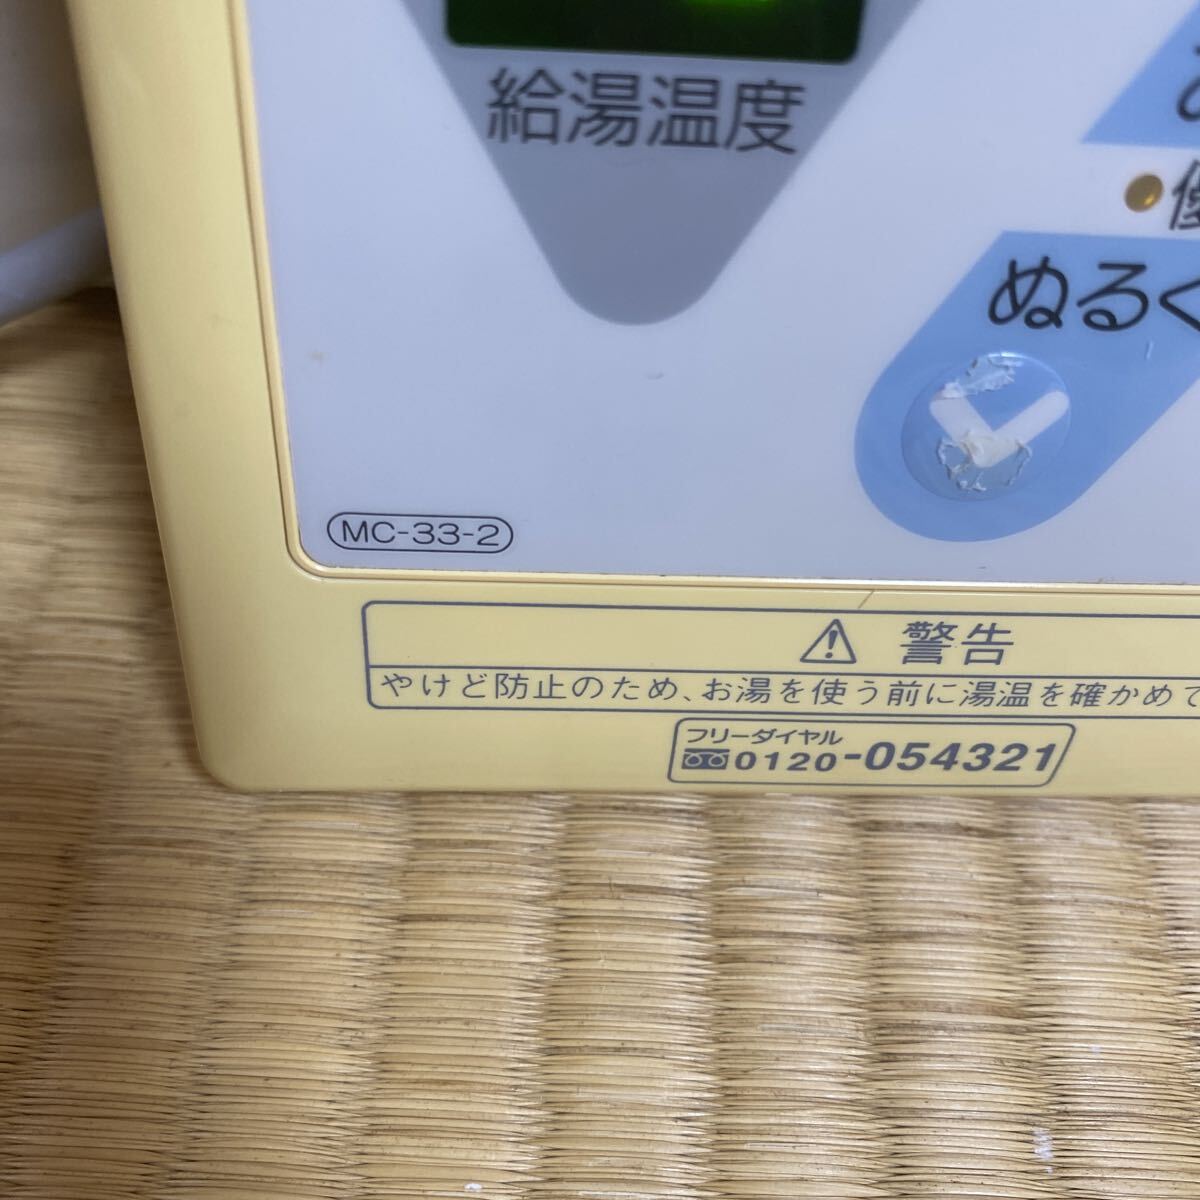 給湯温度
ぬるく
MC-33-2
警告
やけど防止のため、お湯を使う前に湯温を確かめて
フリーダイヤル
0120-054321